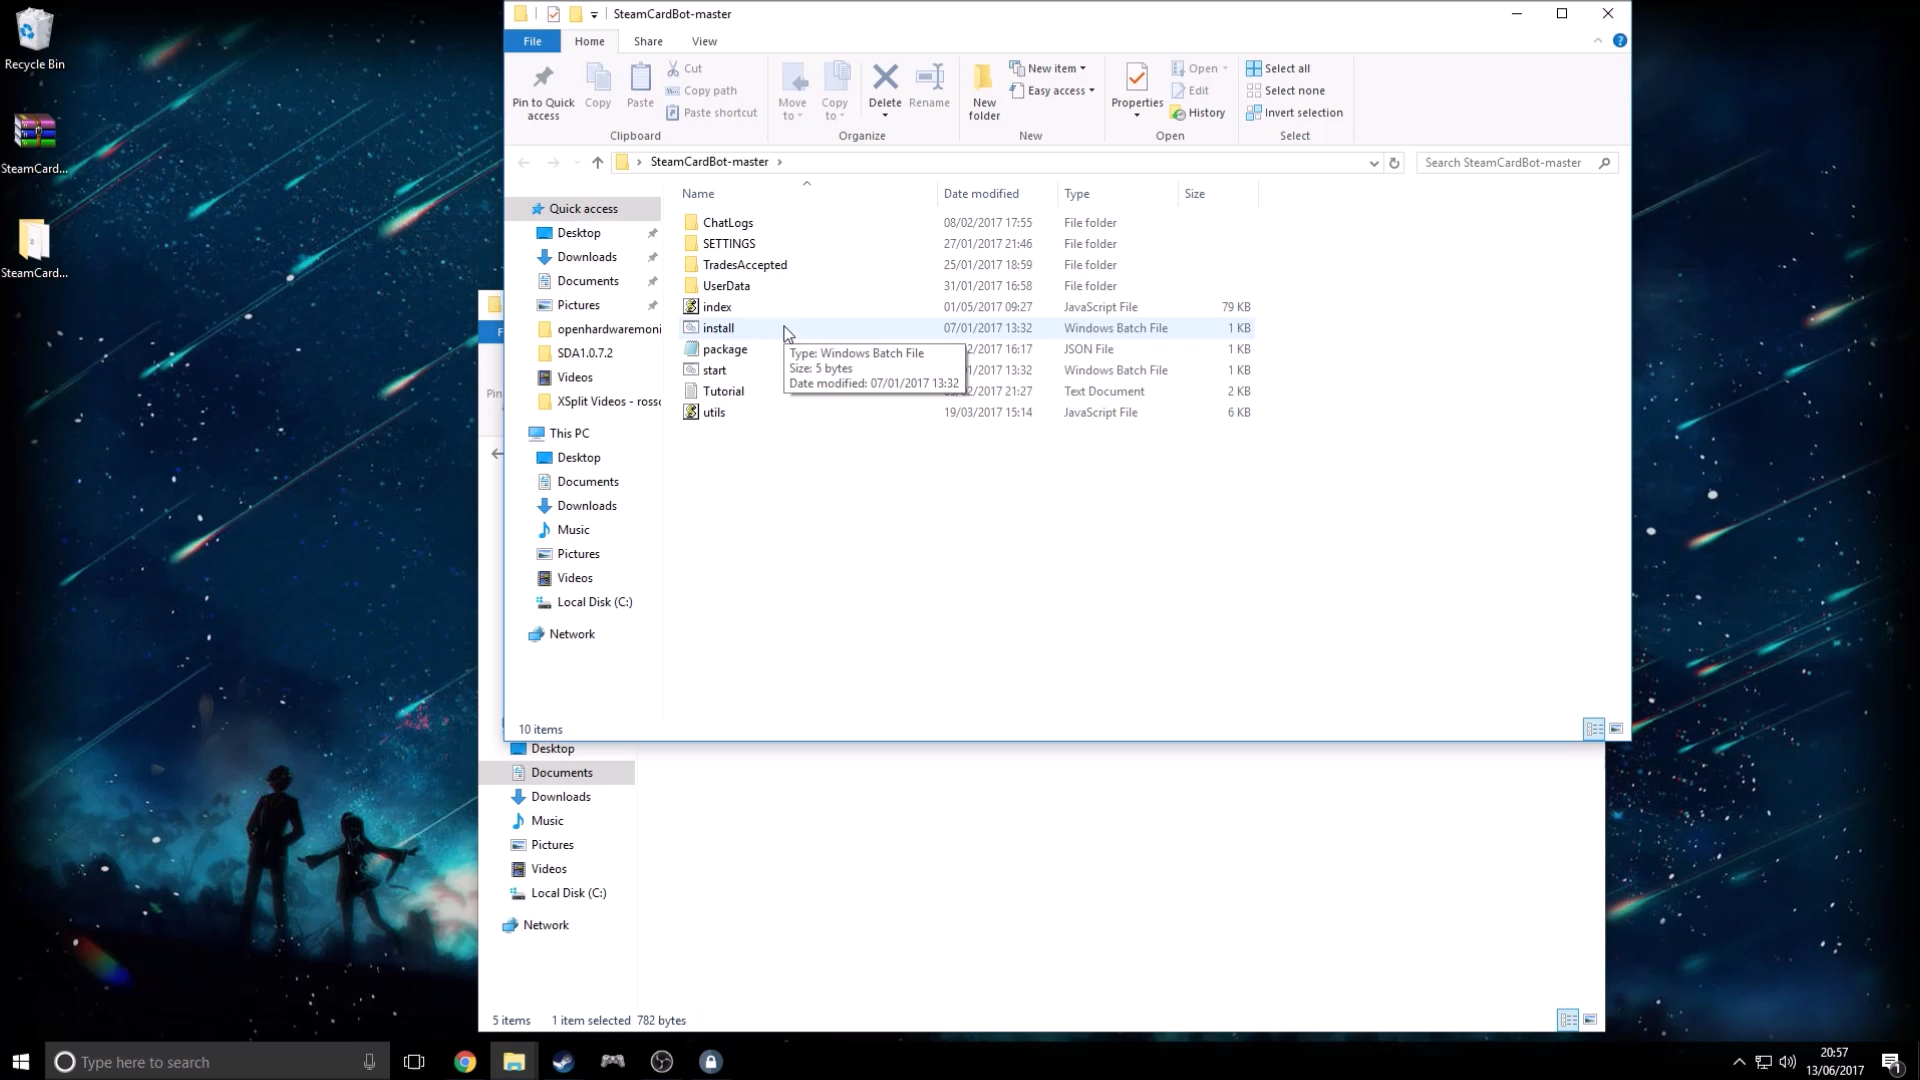 Recycle Bin
SteamCard...
SteamCard...
SteamCardBot-master
File Home Share View
Pin to Quick access
Copy
Paste
Cut
Copy path
Paste shortcut
Clipboard
Move to
Copy to
Delete
Rename
Organize
New folder
New item
Easy access
New
Properties
Open
Edit
History
Open
Select all
Select none
Invert selection
Select
SteamCardBot-master
Search SteamCardBot-master
Name Date modified Type Size
ChatLogs 08/02/2017 17:55 File folder
SETTINGS 27/01/2017 21:46 File folder
TradesAccepted 25/01/2017 18:59 File folder
UserData 31/01/2017 16:58 File folder
index 01/05/2017 09:27 JavaScript File 79 KB
install 07/01/2017 13:32 Windows Batch File 1 KB
package 2/2017 16:17 JSON File 1 KB
start 1/2017 13:32 Windows Batch File 1 KB
Tutorial 2/2017 21:27 Text Document 2 KB
utils 19/03/2017 15:14 JavaScript File 6 KB
Type: Windows Batch File
Size: 5 bytes
Date modified: 07/01/2017 13:32
Quick access
Desktop
Downloads
Documents
Pictures
openhardwaremoni
SDA1.0.7.2
Videos
XSplit Videos - rosso
This PC
Desktop
Documents
Downloads
Music
Pictures
Videos
Local Disk (C:)
Network
10 items
Desktop
Documents
Downloads
Music
Pictures
Videos
Local Disk (C:)
Network
5 items 1 item selected 782 bytes
Type here to search
20:57
13/06/2017
1